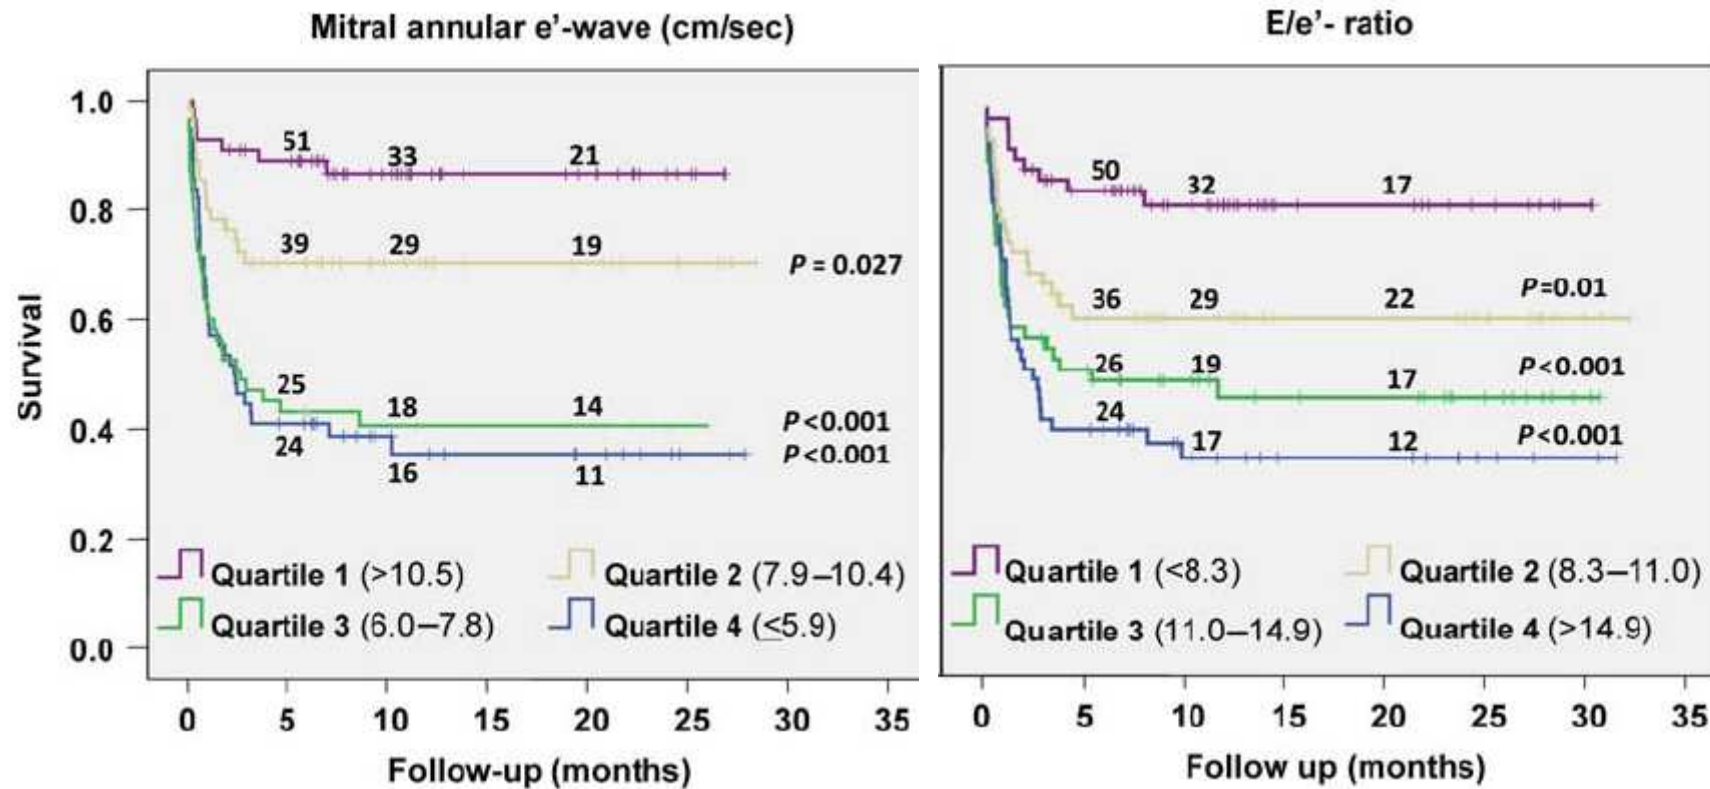 Mitral annular e'-wave (cm/sec)
Survival
1.0
0.8
0.6
0.4
0.2
0.0
51 33 21
39 29 19
P = 0.027
25 18 14
P<0.001
24 16 11
P<0.001
Quartile 1 (>10.5) Quartile 2 (7.9–10.4)
Quartile 3 (6.0–7.8) Quartile 4 (≤5.9)
0 5 10 15 20 25 30 35
Follow-up (months)
E/e'- ratio
50 32 17
36 29 22
P=0.01
26 19 17
P<0.001
24 17 12
P<0.001
Quartile 1 (<8.3) Quartile 2 (8.3–11.0)
Quartile 3 (11.0–14.9) Quartile 4 (>14.9)
0 5 10 15 20 25 30 35
Follow up (months)